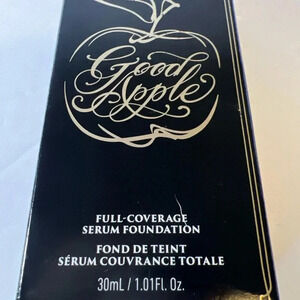 Good
Apple
FULL-COVERAGE
SERUM FOUNDATION
FOND DE TEINT
SÉRUM COUVRANCE TOTALE
30mL / 1.01Fl. Oz.